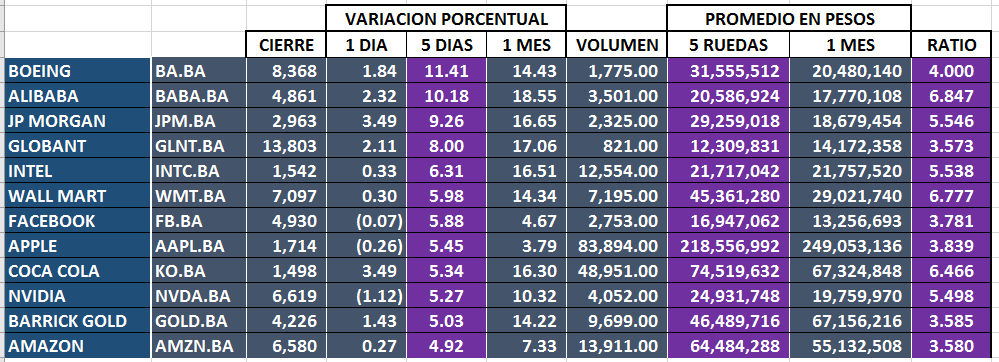 VARIACION PORCENTUAL PROMEDIO EN PESOS
CIERRE 1 DIA 5 DIAS 1 MES VOLUMEN 5 RUEDAS 1 MES RATIO
BOEING BA.BA 8,368 1.84 11.41 14.43 1,775.00 31,555,512 20,480,140 4.000
ALIBABA BABA.BA 4,861 2.32 10.18 18.55 3,501.00 20,586,924 17,770,108 6.847
JP MORGAN JPM.BA 2,963 3.49 9.26 16.65 2,325.00 29,259,018 18,679,454 5.546
GLOBANT GLNT.BA 13,803 2.11 8.00 17.06 821.00 12,309,831 14,172,358 3.573
INTEL INTC.BA 1,542 0.33 6.31 16.51 12,554.00 21,717,042 21,757,520 5.538
WALL MART WMT.BA 7,097 0.30 5.98 14.34 7,195.00 45,361,280 29,021,740 6.777
FACEBOOK FB.BA 4,930 (0.07) 5.88 4.67 2,753.00 16,947,062 13,256,693 3.781
APPLE AAPL.BA 1,714 (0.26) 5.45 3.79 83,894.00 218,556,992 249,053,136 3.839
COCA COLA KO.BA 1,498 3.49 5.34 16.30 48,951.00 74,519,632 67,324,848 6.466
NVIDIA NVDA.BA 6,619 (1.12) 5.27 10.32 4,052.00 24,931,748 19,759,970 5.498
BARRICK GOLD GOLD.BA 4,226 1.43 5.03 14.22 9,699.00 46,489,716 67,156,216 3.585
AMAZON AMZN.BA 6,580 0.27 4.92 7.33 13,911.00 64,484,288 55,132,508 3.580